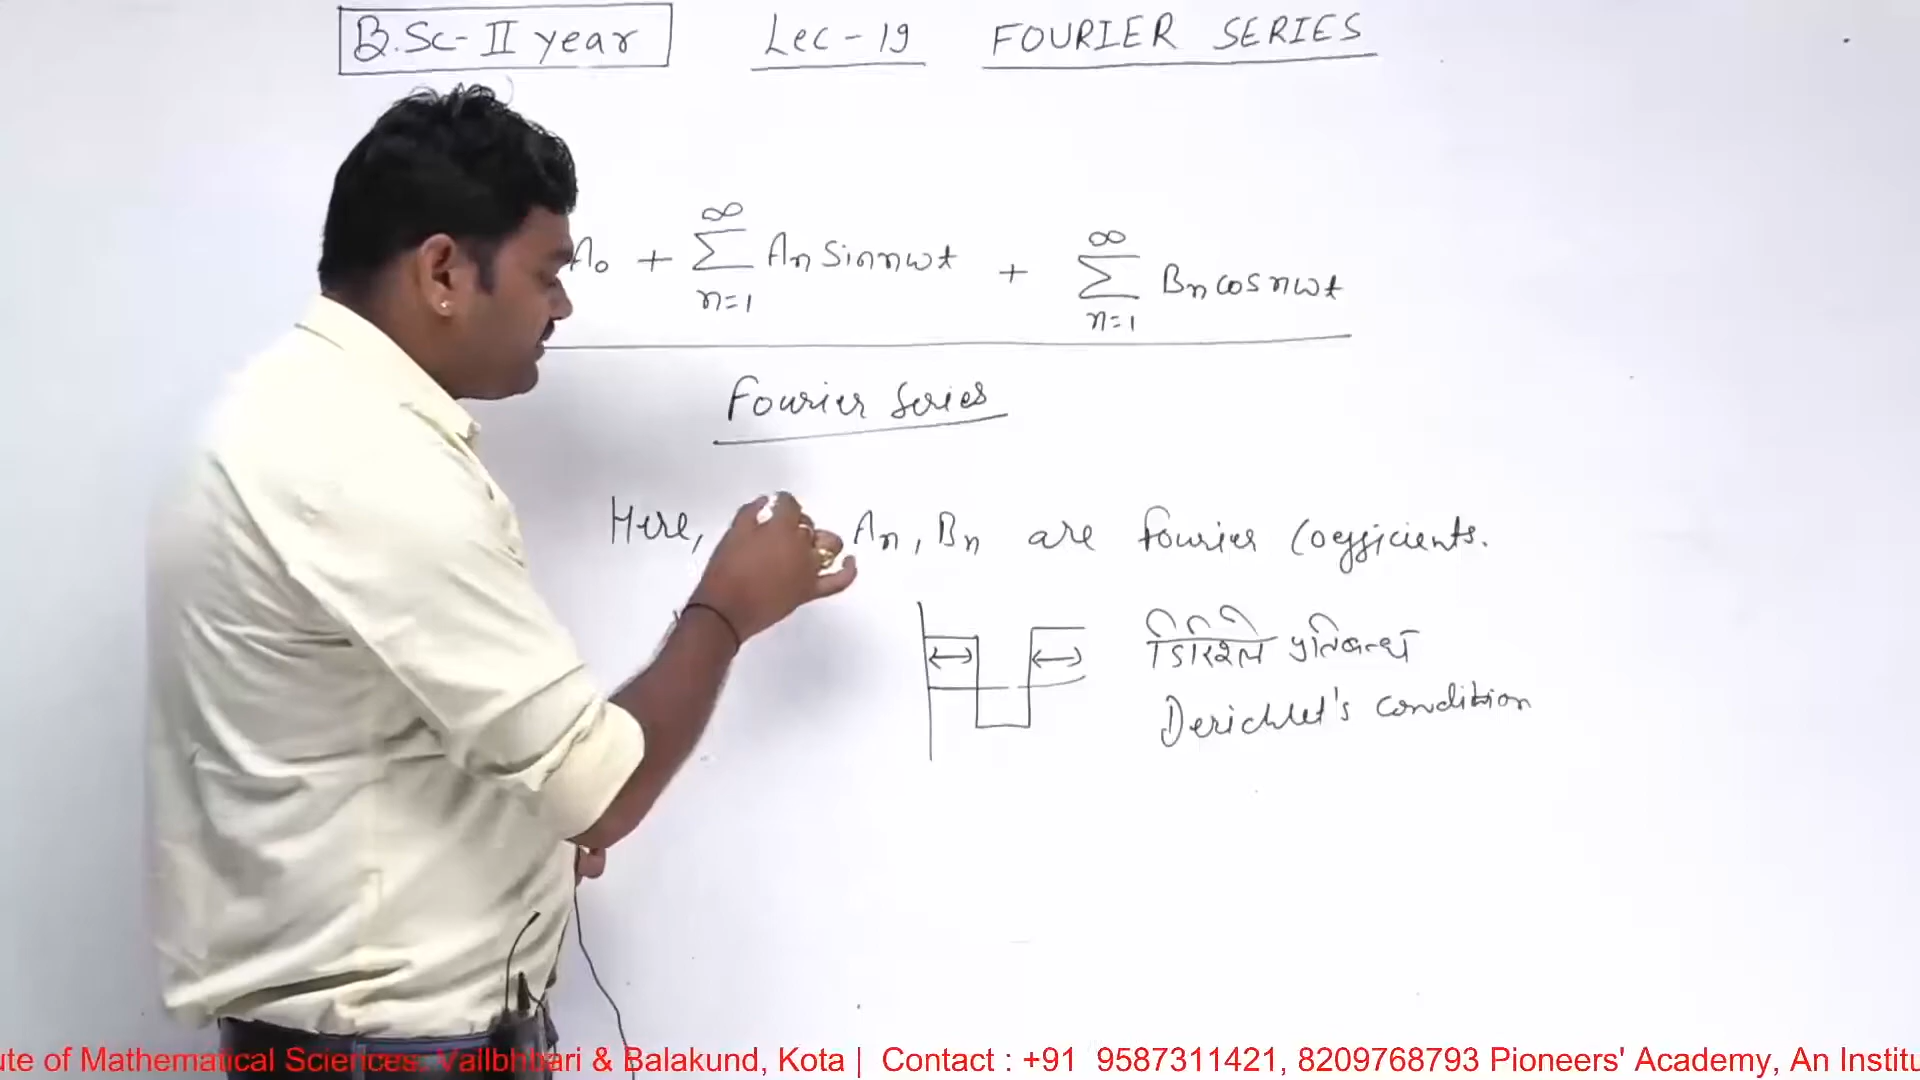 B.Sc- II year Lec - 19 FOURIER SERIES
A₀ + ∑ₙ₌₁^∞ Aₙ Sin nωt + ∑ₙ₌₁^∞ Bₙ cos nωt
Fourier Series
Here, Aₙ, Bₙ are fourier Coefficients.
डिरिश्ले प्रतिबन्ध
Derichlet's condition
ute of Mathematical Sciences. Vallbhbari & Balakund, Kota | Contact : +91 9587311421, 8209768793 Pioneers' Academy, An Institu